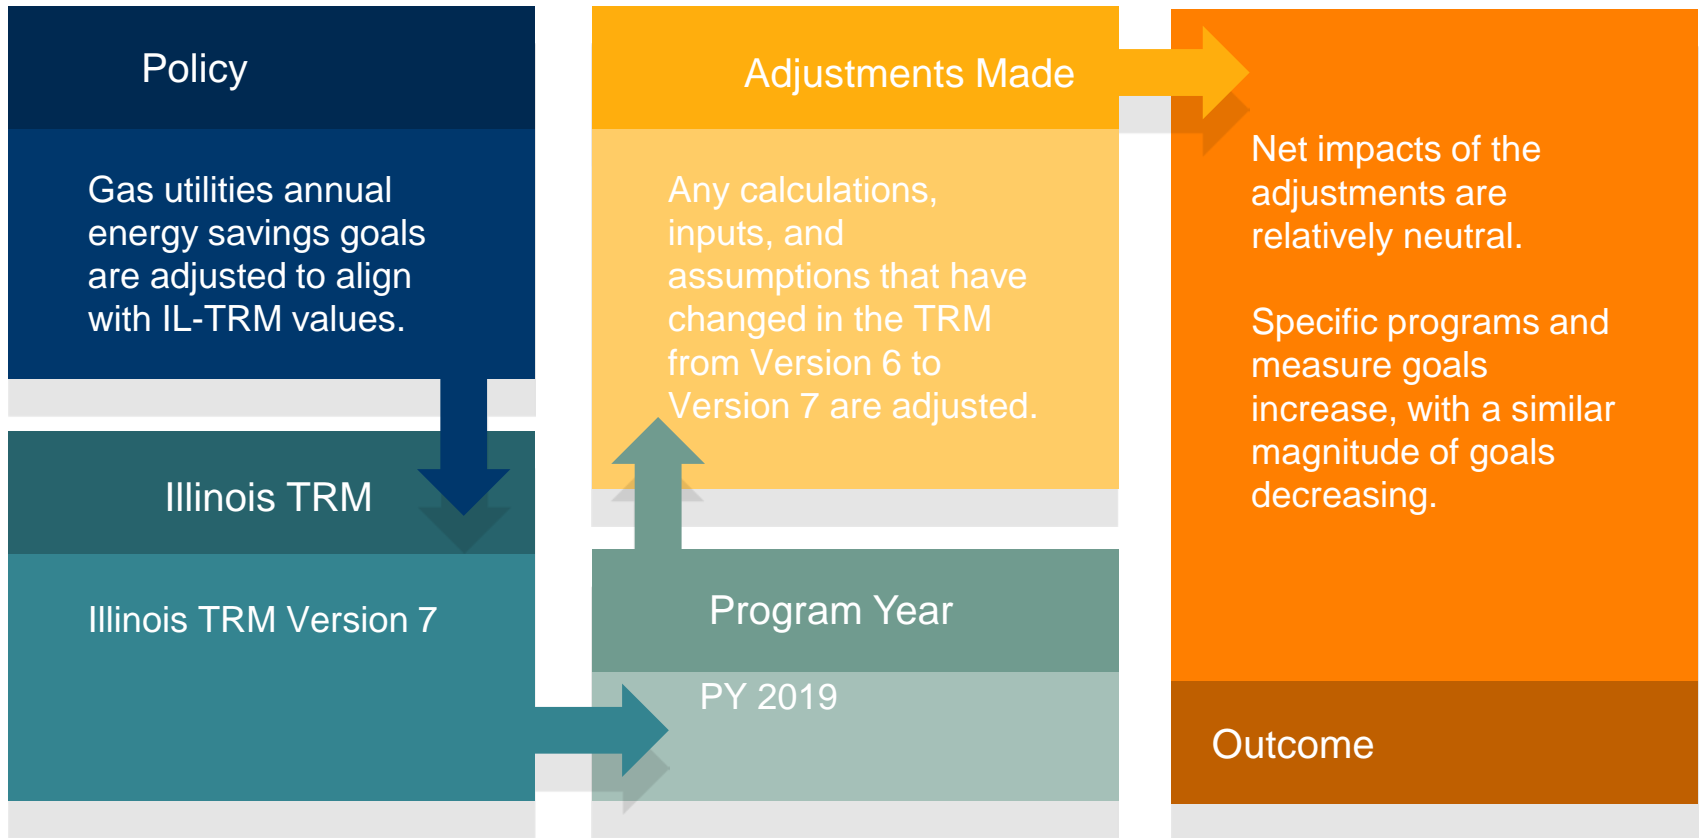 Policy
Gas utilities annual
energy savings goals
are adjusted to align
with IL-TRM values.
Illinois TRM
Illinois TRM Version 7
Program Year
PY 2019
Adjustments Made
Any calculations,
inputs, and
assumptions that have
changed in the TRM
from Version 6 to
Version 7 are adjusted.
Net impacts of the
adjustments are
relatively neutral.
Specific programs and
measure goals
increase, with a similar
magnitude of goals
decreasing.
Outcome